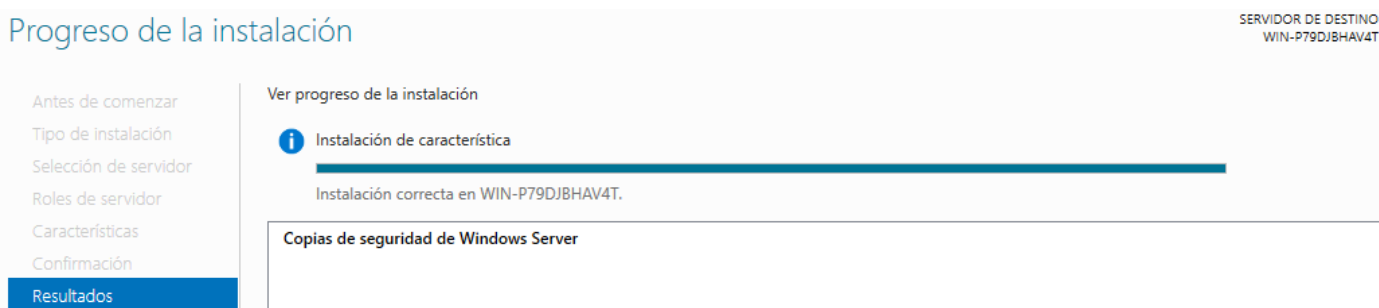 Progreso de la instalación
SERVIDOR DE DESTINO
WIN-P79DJBHAV4T
Antes de comenzar
Tipo de instalación
Selección de servidor
Roles de servidor
Características
Confirmación
Resultados
Ver progreso de la instalación
Instalación de característica
Instalación correcta en WIN-P79DJBHAV4T.
Copias de seguridad de Windows Server